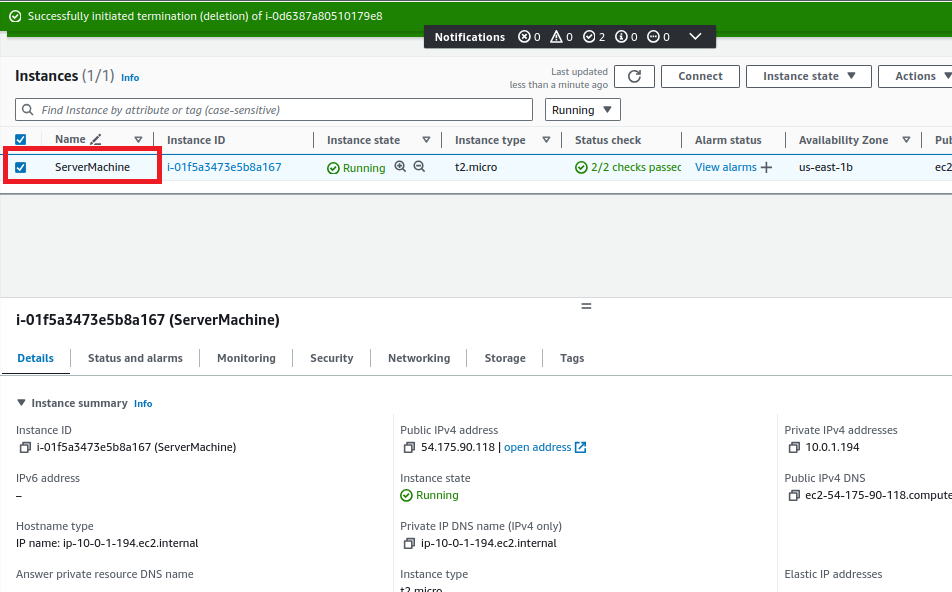 Successfully initiated termination (deletion) of i-0d6387a80510179e8
Notifications 0 0 2 0 0
Instances (1/1) Info
Last updated
less than a minute ago
Connect
Instance state
Actions
Find Instance by attribute or tag (case-sensitive)
Running
Name Instance ID Instance state Instance type Status check Alarm status Availability Zone Pub
ServerMachine i-01f5a3473e5b8a167 Running t2.micro 2/2 checks passec View alarms + us-east-1b ec2
i-01f5a3473e5b8a167 (ServerMachine)
Details Status and alarms Monitoring Security Networking Storage Tags
Instance summary Info
Instance ID
i-01f5a3473e5b8a167 (ServerMachine)
Public IPv4 address
54.175.90.118 | open address
Private IPv4 addresses
10.0.1.194
IPv6 address
–
Instance state
Running
Public IPv4 DNS
ec2-54-175-90-118.compute
Hostname type
IP name: ip-10-0-1-194.ec2.internal
Private IP DNS name (IPv4 only)
ip-10-0-1-194.ec2.internal
Answer private resource DNS name
Instance type
t2.micro
Elastic IP addresses